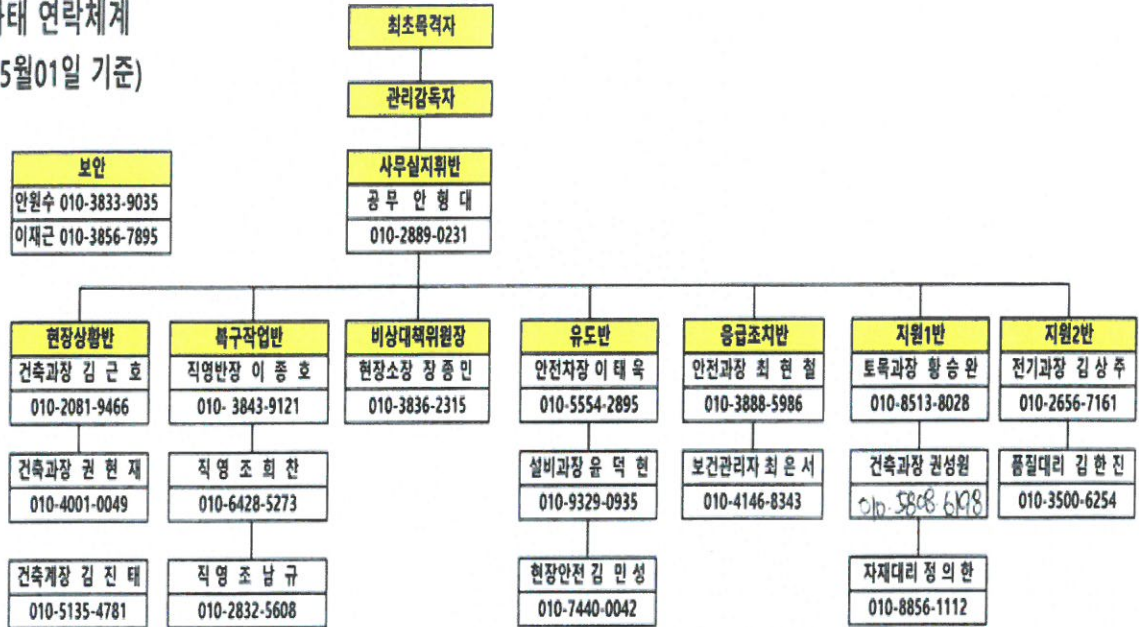 태 연락체계
5월01일 기준)
최초목격자
관리감독자
사무실지휘반
공무 안형대
010-2889-0231
보안
안원수 010-3833-9035
이재근 010-3856-7895
현장상황반
건축과장 김근호
010-2081-9466
건축과장 권현재
010-4001-0049
건축계장 김진태
010-5135-4781
복구작업반
직영반장 이종호
010- 3843-9121
직영 조희찬
010-6428-5273
직영 조남규
010-2832-5608
비상대책위원장
현장소장 장종민
010-3836-2315
유도반
안전차장 이태욱
010-5554-2895
설비과장 윤덕현
010-9329-0935
현장안전 김민성
010-7440-0042
응급조치반
안전과장 최현철
010-3888-5986
보건관리자 최은서
010-4146-8343
지원1반
토목과장 황승완
010-8513-8028
건축과장 권성원
자재대리 정의한
010-8856-1112
지원2반
전기과장 김상주
010-2656-7161
품질대리 김한진
010-3500-6254